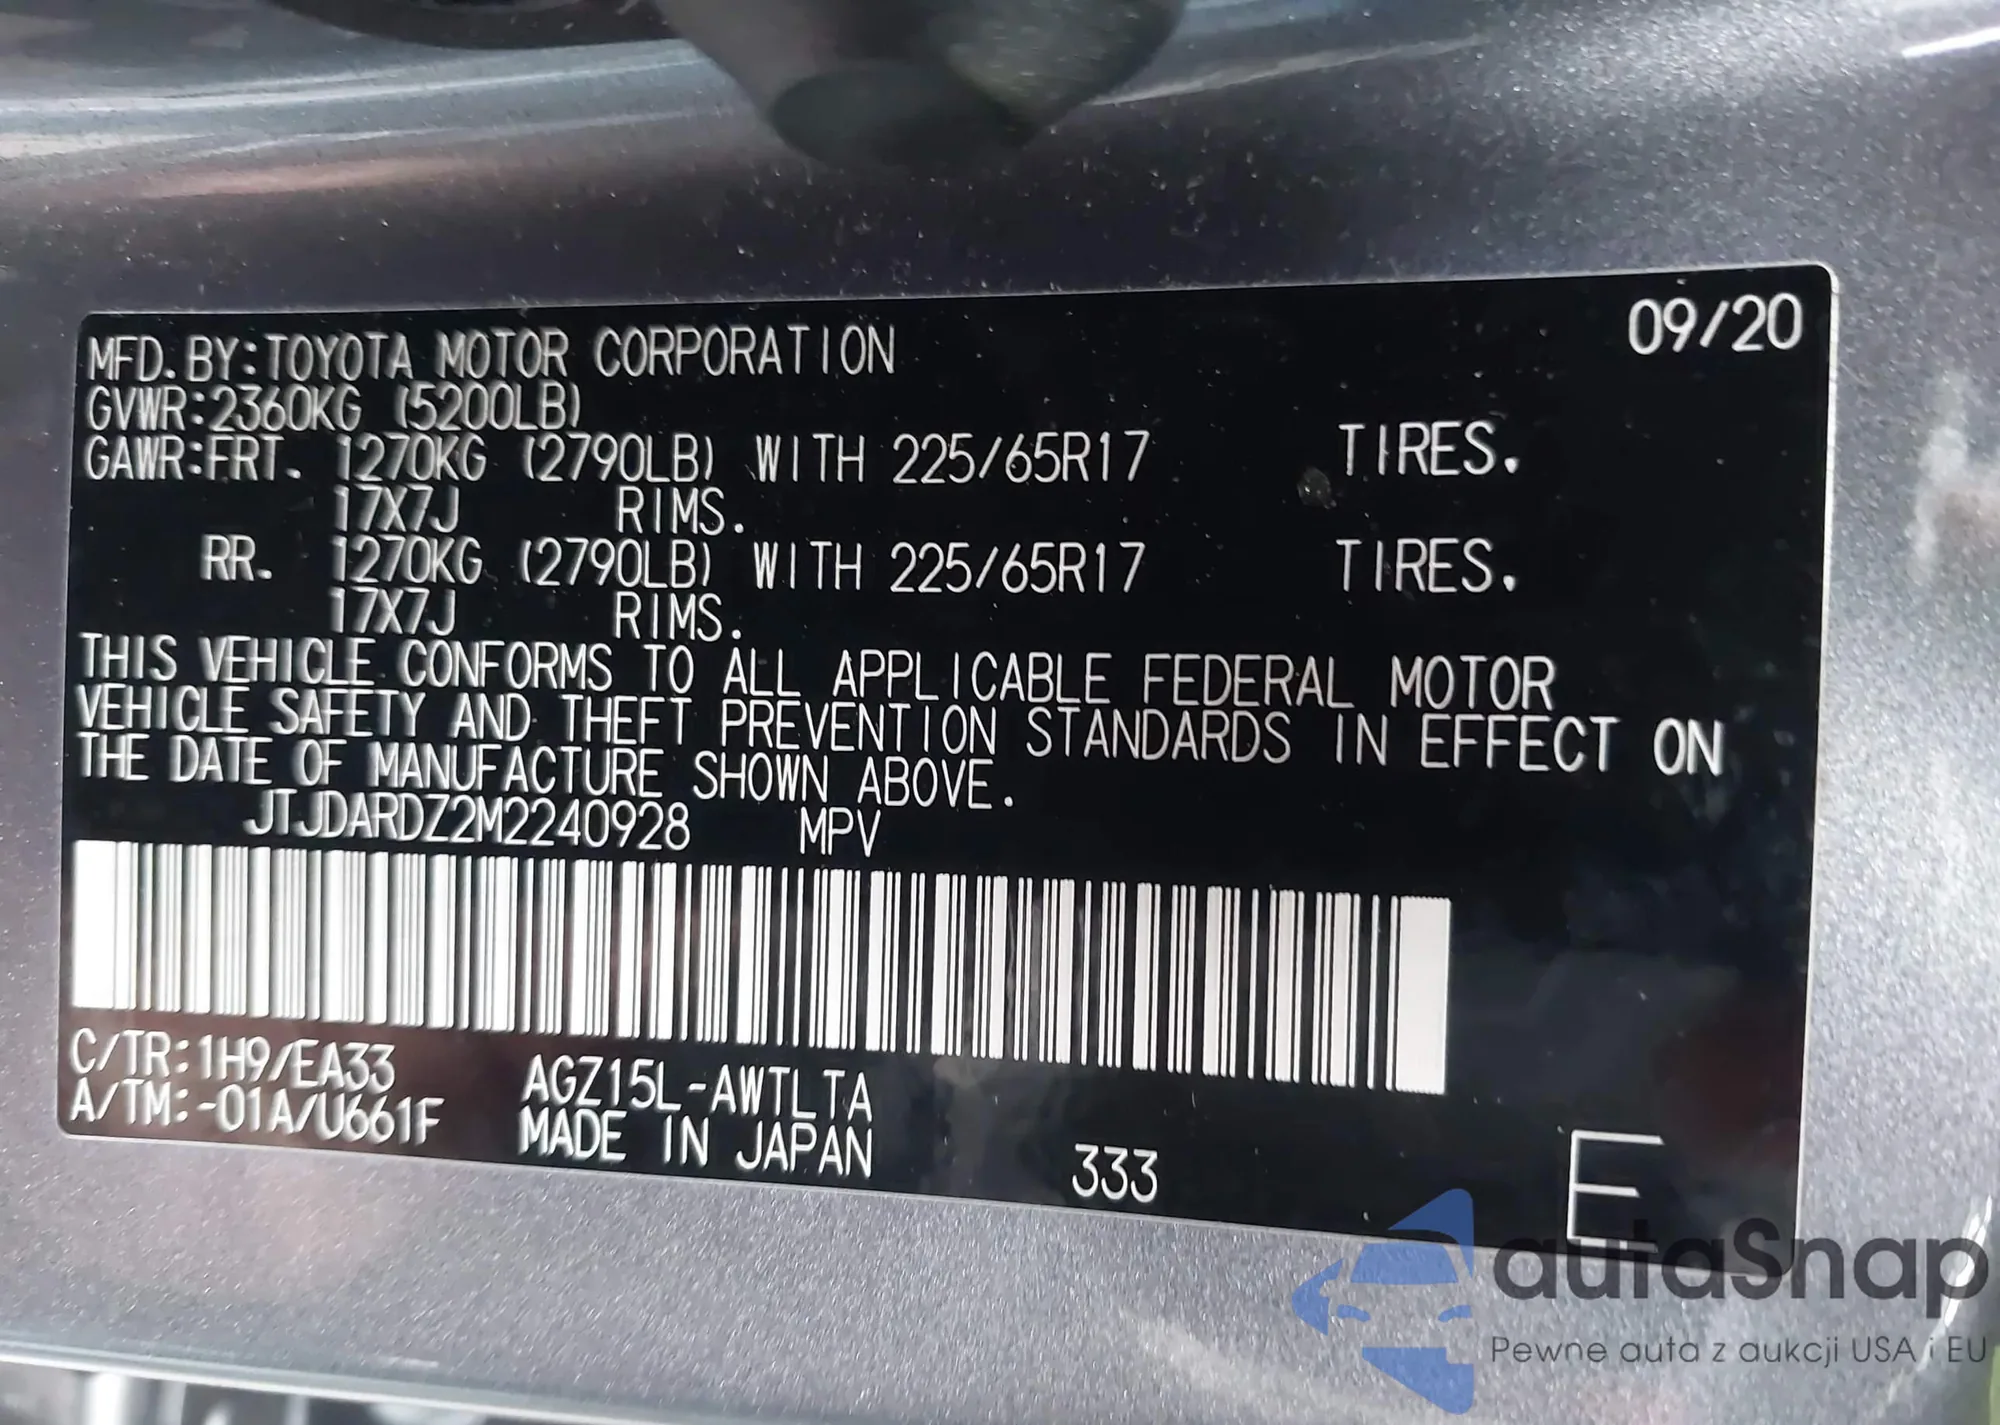 09/20
MFD. BY:TOYOTA MOTOR CORPORATION
GVWR:2360KG (5200LB)
GAWR:FRT. 1270KG (2790LB) WITH 225/65R17 TIRES.
17X7J RIMS.
RR. 1270KG (2790LB) WITH 225/65R17 TIRES.
17X7J RIMS.
THIS VEHICLE CONFORMS TO ALL APPLICABLE FEDERAL MOTOR
VEHICLE SAFETY AND THEFT PREVENTION STANDARDS IN EFFECT ON
THE DATE OF MANUFACTURE SHOWN ABOVE.
JTJDARDZ2M2240928 MPV
C/TR:1H9/EA33 AGZ15L-AWTLTA
A/TM:-01A/U661F MADE IN JAPAN 333
E
autaSnap
Pewne auta z aukcji USA i EU